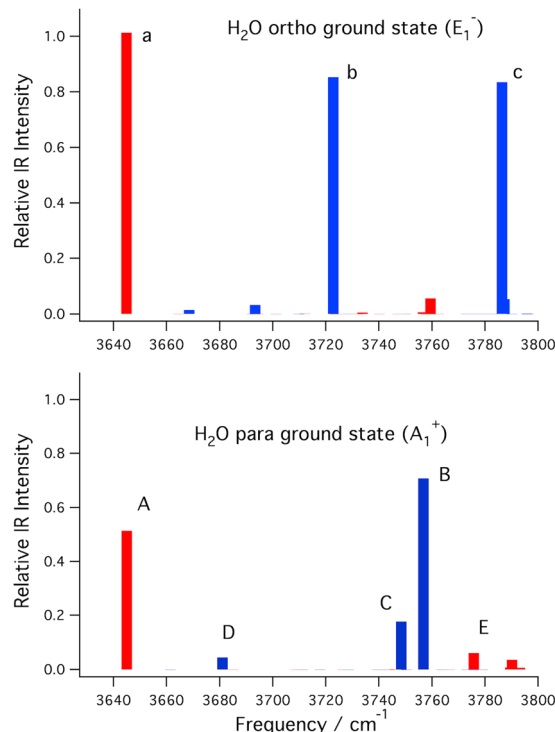 H₂O ortho ground state (E₁⁻)
a
b
c
Relative IR Intensity
1.0
0.8
0.6
0.4
0.2
0.0
3640 3660 3680 3700 3720 3740 3760 3780 3800
H₂O para ground state (A₁⁺)
A
B
C
D
E
Relative IR Intensity
1.0
0.8
0.6
0.4
0.2
0.0
3640 3660 3680 3700 3720 3740 3760 3780 3800
Frequency / cm⁻¹